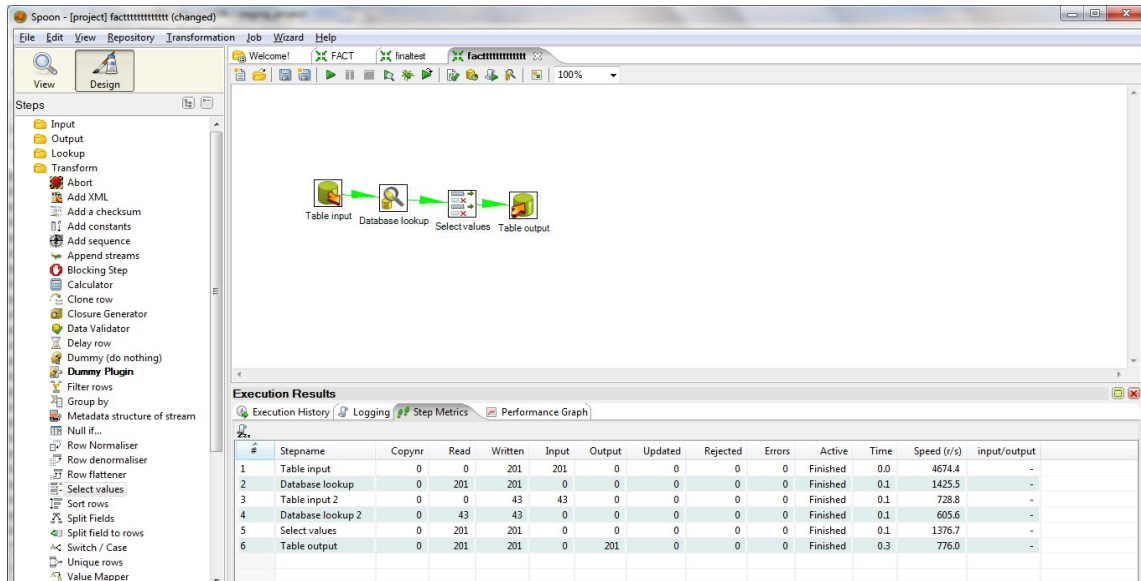 Spoon - [project] facttttttttttttt (changed)
File Edit View Repository Transformation Job Wizard Help
View
Design
Welcome!
FACT
finaltest
facttttttttttttt
100%
Steps
Input
Output
Lookup
Transform
Abort
Add XML
Add a checksum
Add constants
Add sequence
Append streams
Blocking Step
Calculator
Clone row
Closure Generator
Data Validator
Delay row
Dummy (do nothing)
Dummy Plugin
Filter rows
Group by
Metadata structure of stream
Null if...
Row Normaliser
Row denormaliser
Row flattener
Select values
Sort rows
Split Fields
Split field to rows
Switch / Case
Unique rows
Value Mapper
Table input
Database lookup
Select values
Table output
Execution Results
Execution History Logging Step Metrics Performance Graph
# Stepname Copynr Read Written Input Output Updated Rejected Errors Active Time Speed (r/s) input/output
1 Table input 0 0 201 201 0 0 0 0 Finished 0.0 4674.4 -
2 Database lookup 0 201 201 0 0 0 0 0 Finished 0.1 1425.5 -
3 Table input 2 0 0 43 43 0 0 0 0 Finished 0.1 728.8 -
4 Database lookup 2 0 43 43 0 0 0 0 0 Finished 0.1 605.6 -
5 Select values 0 201 201 0 0 0 0 0 Finished 0.1 1376.7 -
6 Table output 0 201 201 0 201 0 0 0 Finished 0.3 776.0 -